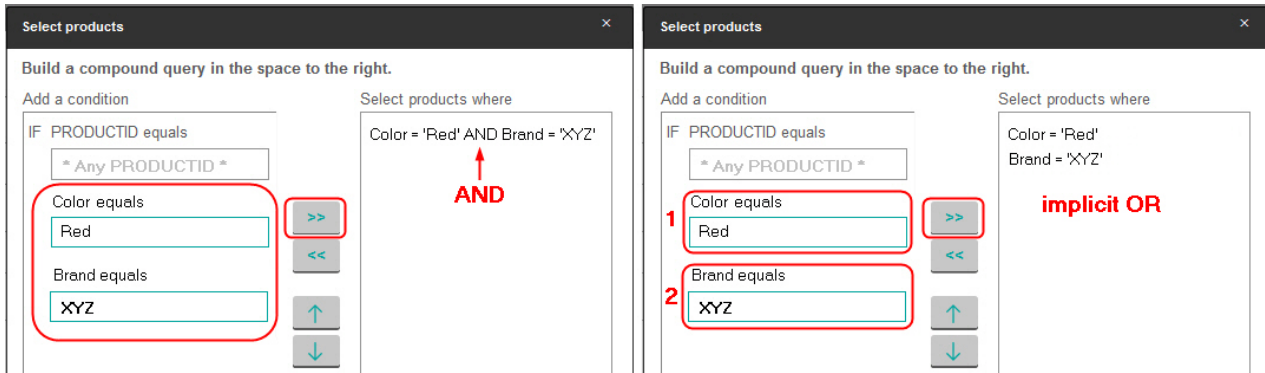 Select products ×
Build a compound query in the space to the right.
Add a condition
Select products where
IF PRODUCTID equals
* Any PRODUCTID *
Color equals
Red
Brand equals
XYZ
>>
<<
↑
↓
Color = 'Red' AND Brand = 'XYZ'
AND
Select products ×
Build a compound query in the space to the right.
Add a condition
Select products where
IF PRODUCTID equals
* Any PRODUCTID *
1
Color equals
Red
2
Brand equals
XYZ
>>
<<
↑
↓
Color = 'Red'
Brand = 'XYZ'
implicit OR